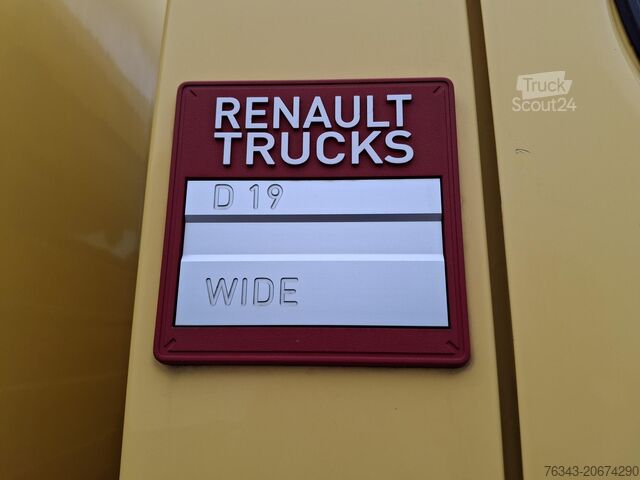 Truck
Scout24
RENAULT
TRUCKS
D 19
WIDE
76343-20674290